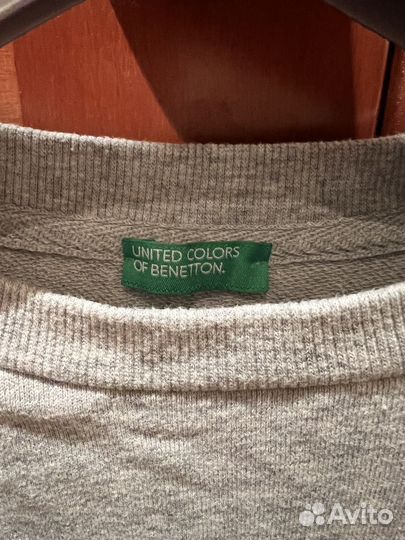 UNITED COLORS
OF BENETTON.
Avito